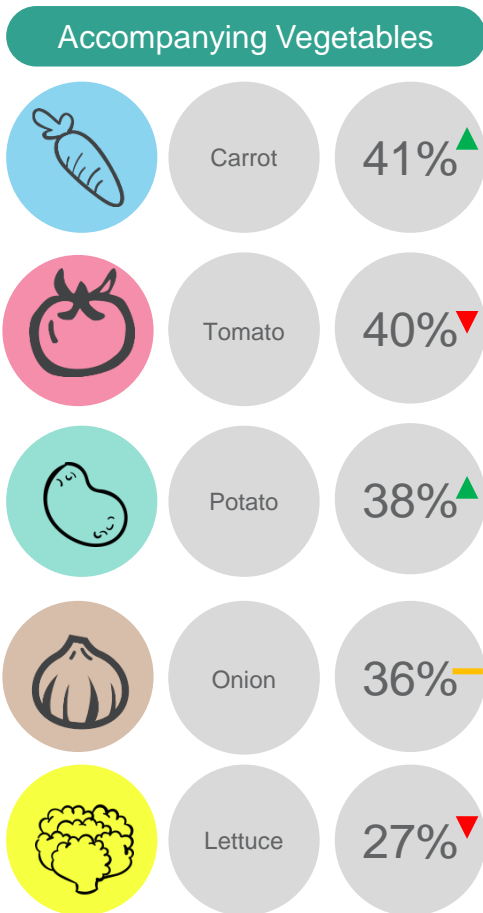 Accompanying Vegetables
Carrot
41%
Tomato
40%
Potato
38%
Onion
36%
Lettuce
27%